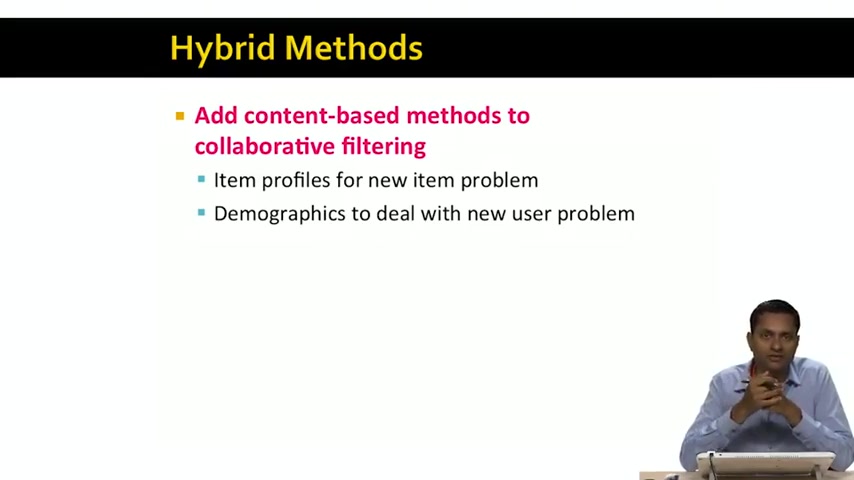 Hybrid Methods
Add content-based methods to
collaborative filtering
Item profiles for new item problem
Demographics to deal with new user problem